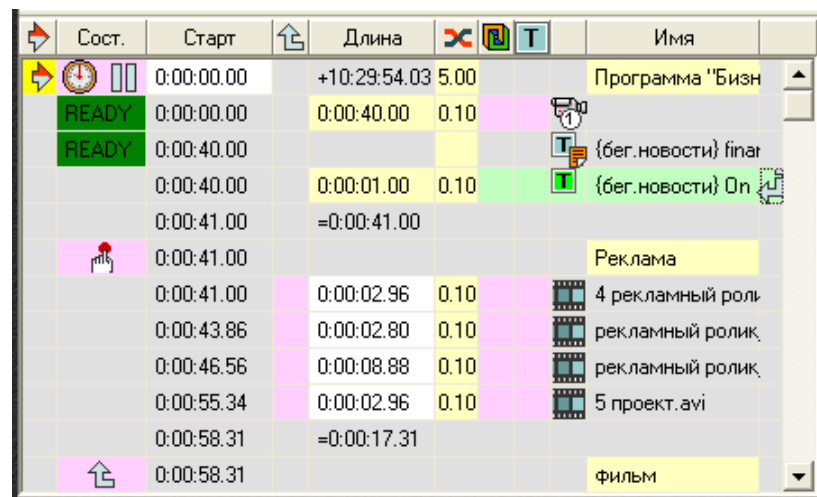 Сост. Старт Длина T Имя
0:00:00.00 +10:29:54.03 5.00 Программа "Бизн
READY 0:00:00.00 0:00:40.00 0.10 1
READY 0:00:40.00 T {бег.новости} finar
0:00:40.00 0:00:01.00 0.10 T {бег.новости} On
0:00:41.00 =0:00:41.00
0:00:41.00 Реклама
0:00:41.00 0:00:02.96 0.10 4 рекламный роли
0:00:43.86 0:00:02.80 0.10 рекламный ролик_
0:00:46.56 0:00:08.88 0.10 рекламный ролик_
0:00:55.34 0:00:02.96 0.10 5 проект.avi
0:00:58.31 =0:00:17.31
0:00:58.31 фильм